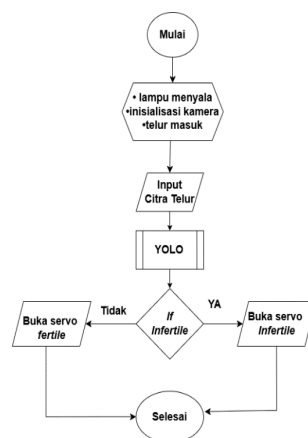 Mulai
• lampu menyala
•inisialisasi kamera
•telur masuk
Input
Citra Telur
YOLO
Tidak
If
Infertile
YA
Buka servo
fertile
Buka servo
Infertile
Selesai